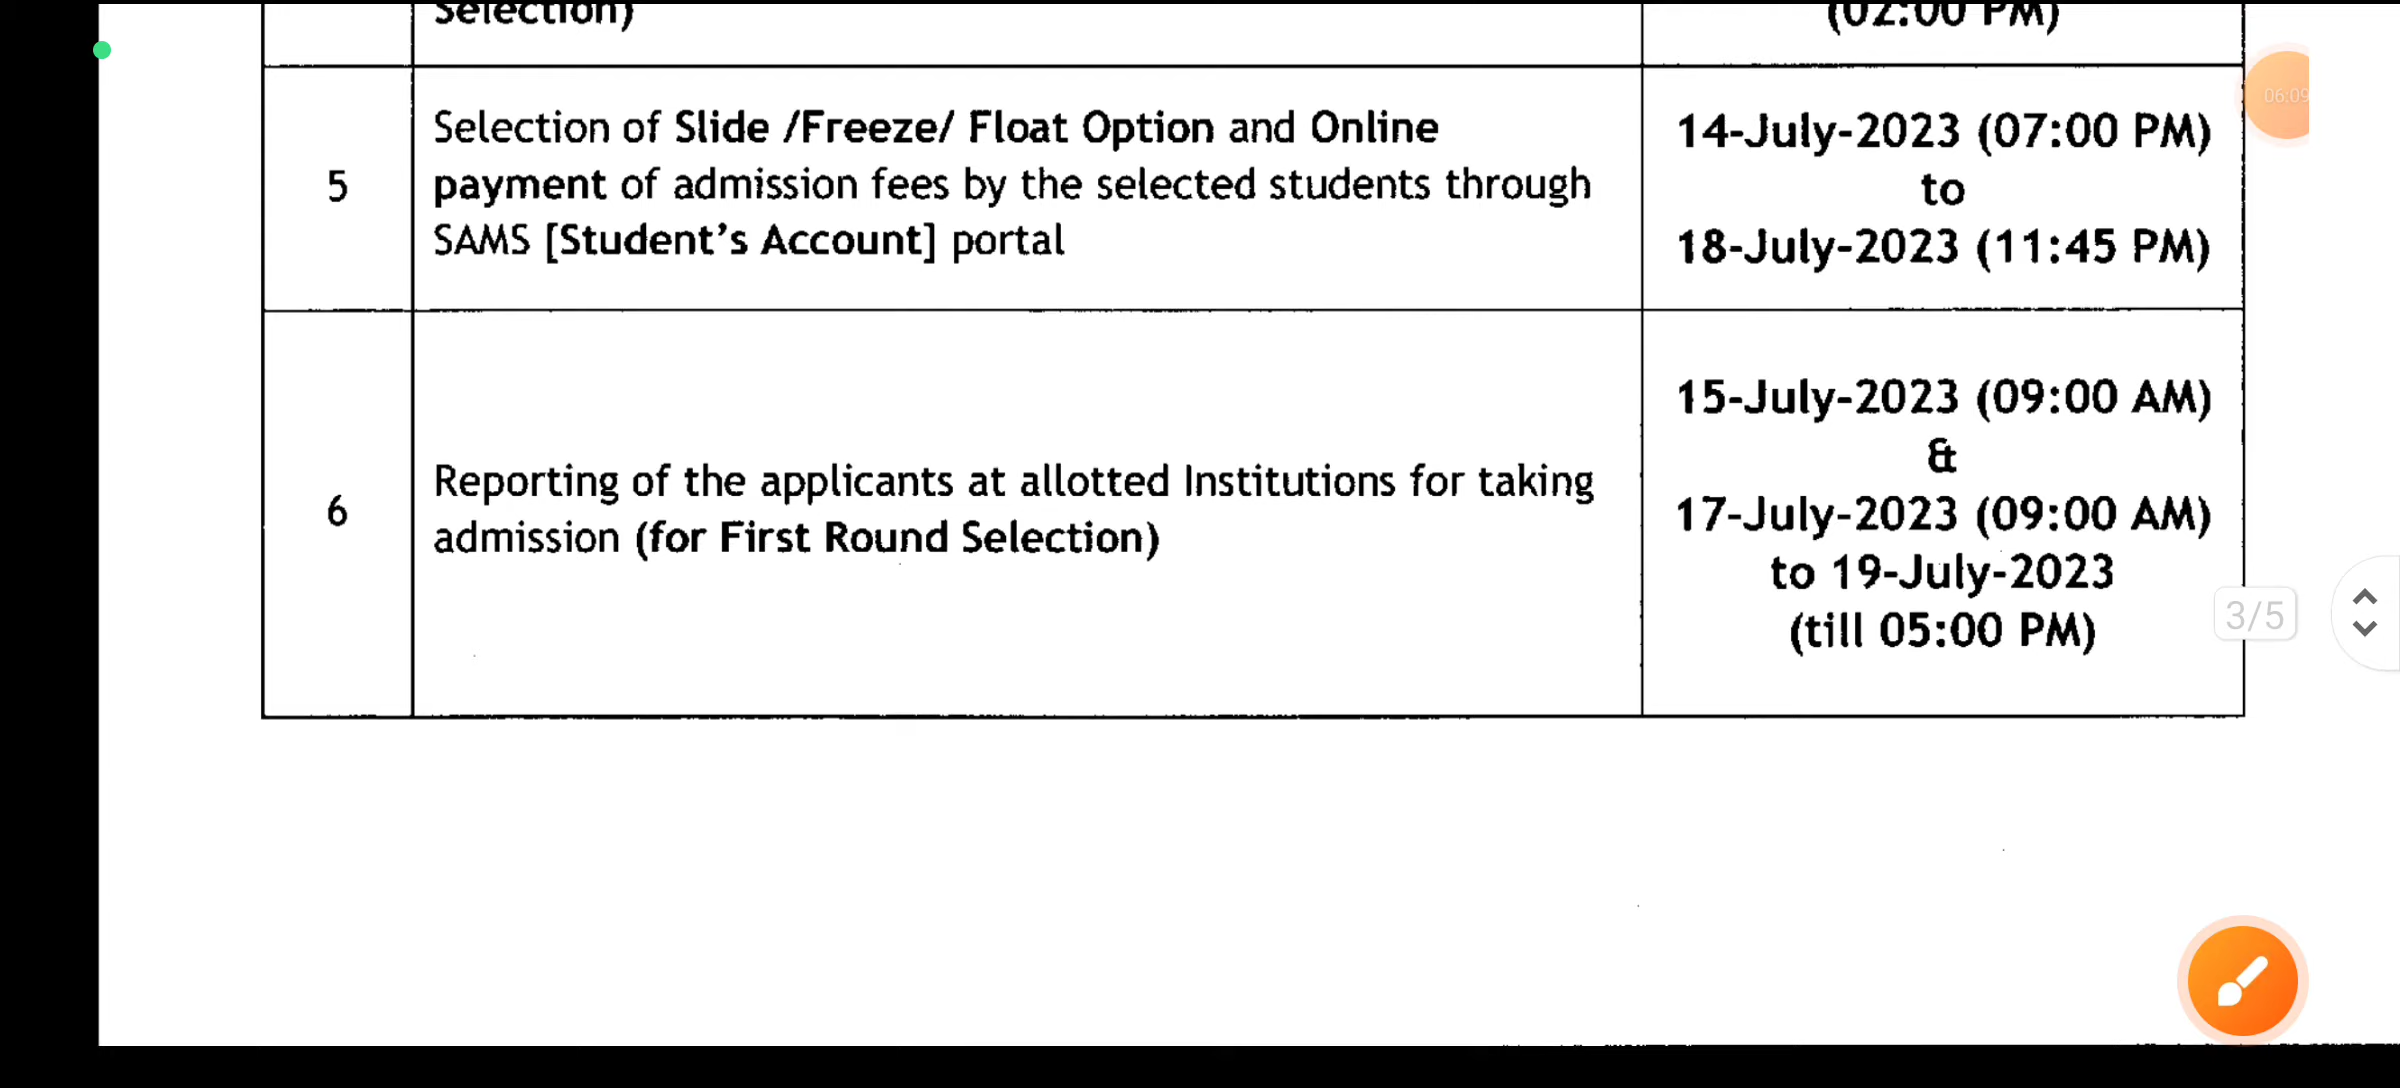 Selection)
(02:00 PM)
5
Selection of Slide /Freeze/ Float Option and Online
payment of admission fees by the selected students through
SAMS [Student’s Account] portal
14-July-2023 (07:00 PM)
to
18-July-2023 (11:45 PM)
6
Reporting of the applicants at allotted Institutions for taking
admission (for First Round Selection)
15-July-2023 (09:00 AM)
&
17-July-2023 (09:00 AM)
to 19-July-2023
(till 05:00 PM)
06:09
3/5